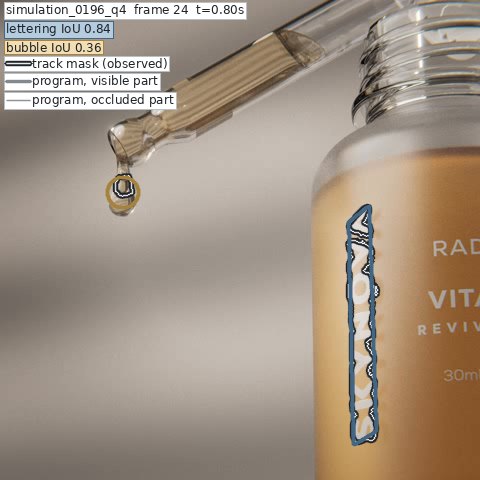 simulation_0196_q4 frame 24 t=0.80s
lettering IoU 0.84
bubble IoU 0.36
track mask (observed)
program, visible part
program, occluded part
RAD
VITA
REVIV
30ml